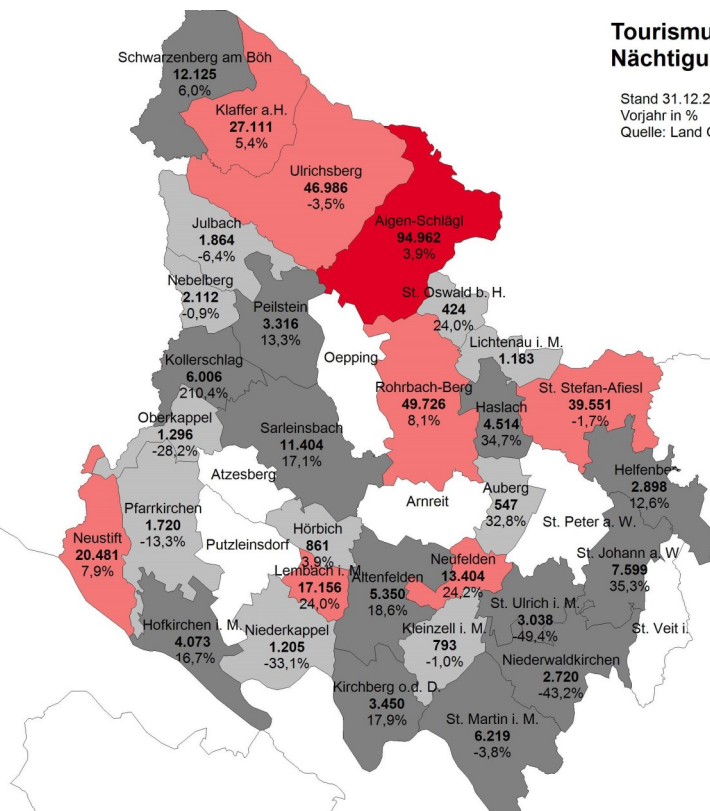 Tourismu
Nächtigu
Stand 31.12.2
Vorjahr in %
Quelle: Land
Schwarzenberg am Böh
12.125
6,0%
Klaffer a.H.
27.111
5,4%
Ulrichsberg
46.986
-3,5%
Aigen-Schlägl
94.962
3,9%
Julbach
1.864
-6,4%
Nebelberg
2.112
-0,9%
Peilstein
3.316
13,3%
St. Oswald b. H.
424
24,0%
Oepping
Lichtenau i. M.
1.183
Kollerschlag
6.006
210,4%
Rohrbach-Berg
49.726
8,1%
Haslach
4.514
34,7%
St. Stefan-Afiesl
39.551
-1,7%
Oberkappel
1.296
-28,2%
Sarleinsbach
11.404
17,1%
Atzesberg
Helfenbe
2.898
12,6%
Auberg
547
32,8%
Arnreit
Pfarrkirchen
1.720
-13,3%
St. Peter a. W.
Neustift
20.481
7,9%
Putzleinsdorf
Hörbich
861
3,9%
Lembach i. M.
17.156
24,0%
Altenfelden
5.350
18,6%
Neufelden
13.404
24,2%
St. Johann a. W
7.599
35,3%
St. Ulrich i. M.
3.038
-49,4%
Hofkirchen i. M.
4.073
16,7%
Niederkappel
1.205
-33,1%
Kleinzell i. M.
793
-1,0%
St. Veit i.
Niederwaldkirchen
2.720
-43,2%
Kirchberg o.d. D.
3.450
17,9%
St. Martin i. M.
6.219
-3,8%